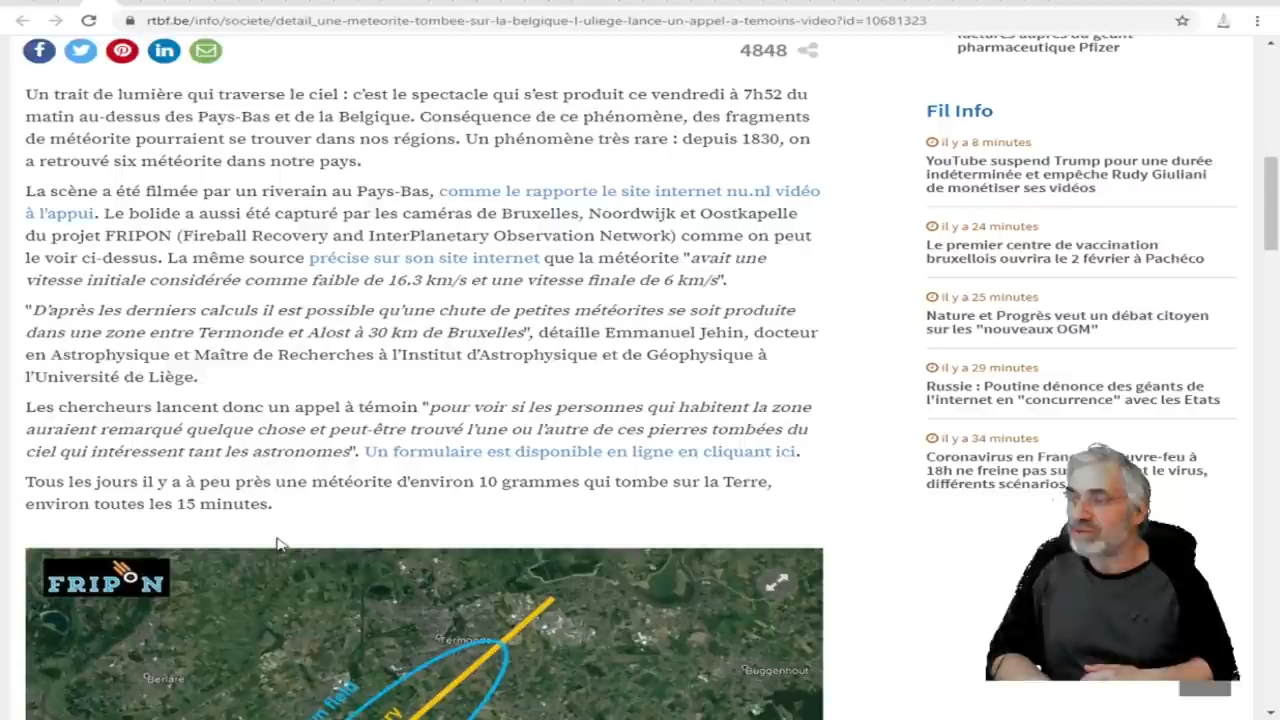 rtbf.be/info/societe/detail_une-meteorite-tombee-sur-la-belgique-l-uliege-lance-un-appel-a-temoins-video?id=10681323
4848
Un trait de lumière qui traverse le ciel : c’est le spectacle qui s’est produit ce vendredi à 7h52 du
matin au-dessus des Pays-Bas et de la Belgique. Conséquence de ce phénomène, des fragments
de météorite pourraient se trouver dans nos régions. Un phénomène très rare : depuis 1830, on
a retrouvé six météorite dans notre pays.
La scène a été filmée par un riverain au Pays-Bas, comme le rapporte le site internet nu.nl vidéo
à l'appui. Le bolide a aussi été capturé par les caméras de Bruxelles, Noordwijk et Oostkapelle
du projet FRIPON (Fireball Recovery and InterPlanetary Observation Network) comme on peut
le voir ci-dessus. La même source précise sur son site internet que la météorite "avait une
vitesse initiale considérée comme faible de 16.3 km/s et une vitesse finale de 6 km/s".
"D’après les derniers calculs il est possible qu’une chute de petites météorites se soit produite
dans une zone entre Termonde et Alost à 30 km de Bruxelles", détaille Emmanuel Jehin, docteur
en Astrophysique et Maître de Recherches à l’Institut d’Astrophysique et de Géophysique à
l’Université de Liège.
Les chercheurs lancent donc un appel à témoin "pour voir si les personnes qui habitent la zone
auraient remarqué quelque chose et peut-être trouvé l’une ou l’autre de ces pierres tombées du
ciel qui intéressent tant les astronomes". Un formulaire est disponible en ligne en cliquant ici.
Tous les jours il y a à peu près une météorite d'environ 10 grammes qui tombe sur la Terre,
environ toutes les 15 minutes.
FRIPON
Termonde
Berlare
Buggenhout
field
pharmaceutique Pfizer
Fil Info
il y a 8 minutes
YouTube suspend Trump pour une durée
indéterminée et empêche Rudy Giuliani
de monétiser ses vidéos
il y a 24 minutes
Le premier centre de vaccination
bruxellois ouvrira le 2 février à Pachéco
il y a 25 minutes
Nature et Progrès veut un débat citoyen
sur les "nouveaux OGM"
il y a 29 minutes
Russie : Poutine dénonce des géants de
l'internet en "concurrence" avec les Etats
il y a 34 minutes
Coronavirus en
18h ne freine pas le virus,
différents scénarios